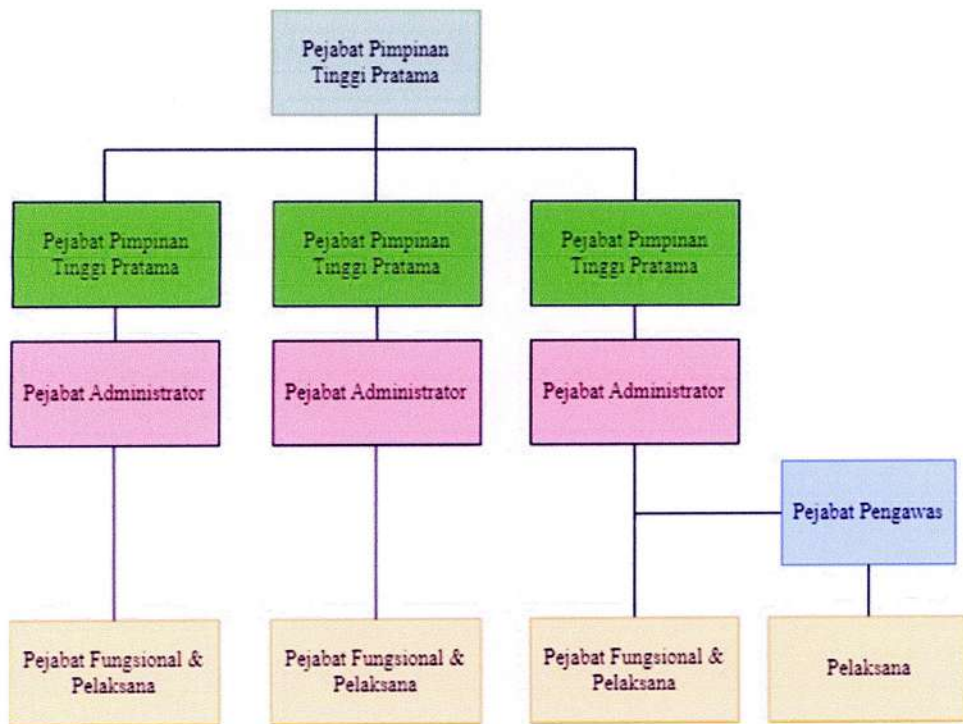 Pejabat Pimpinan
Tinggi Pratama
Pejabat Pimpinan
Tinggi Pratama
Pejabat Pimpinan
Tinggi Pratama
Pejabat Pimpinan
Tinggi Pratama
Pejabat Administrator
Pejabat Administrator
Pejabat Administrator
Pejabat Pengawas
Pejabat Fungsional &
Pelaksana
Pejabat Fungsional &
Pelaksana
Pejabat Fungsional &
Pelaksana
Pelaksana